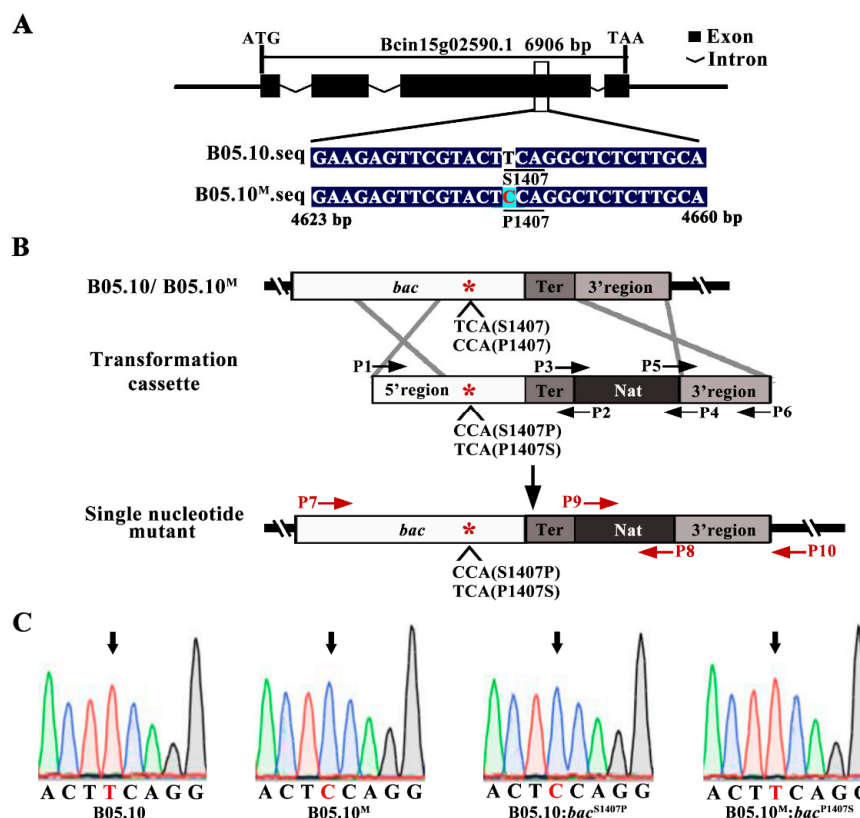 A
ATG
Bcin15g02590.1 6906 bp
TAA
Exon
Intron
B05.10.seq GAAGAGTTCGTACTTCAGGCTCTCTTGCA
S1407
B05.10M.seq GAAGAGTTCGTACTCCAGGCTCTCTTGCA
4623 bp
P1407
4660 bp
B
B05.10/ B05.10M
bac * Ter 3'region
TCA(S1407)
CCA(P1407)
Transformation cassette
P1 P3 P5
5'region * Ter Nat 3'region
P2 P4 P6
CCA(S1407P)
TCA(P1407S)
P7 P9
Single nucleotide mutant
bac * Ter Nat 3'region
P8 P10
CCA(S1407P)
TCA(P1407S)
C
A C T T C A G G
B05.10
A C T C C A G G
B05.10M
A C T C C A G G
B05.10:bacS1407P
A C T T C A G G
B05.10M:bacP1407S